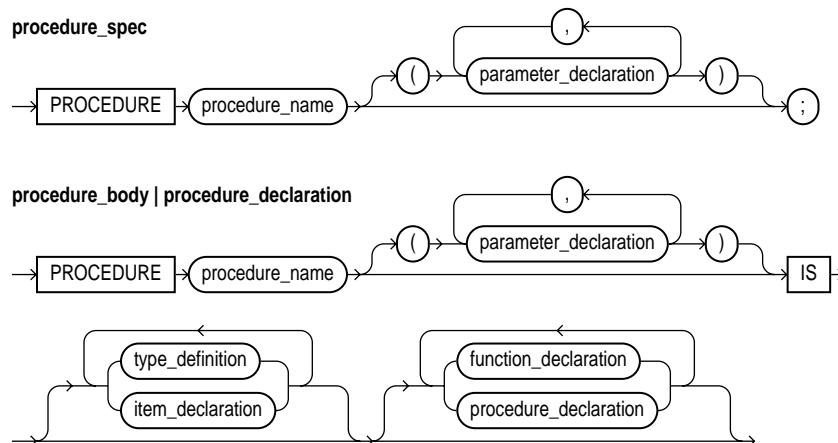 procedure_spec
,
( parameter_declaration )
PROCEDURE procedure_name ;
procedure_body | procedure_declaration
,
( parameter_declaration )
PROCEDURE procedure_name IS
type_definition function_declaration
item_declaration procedure_declaration